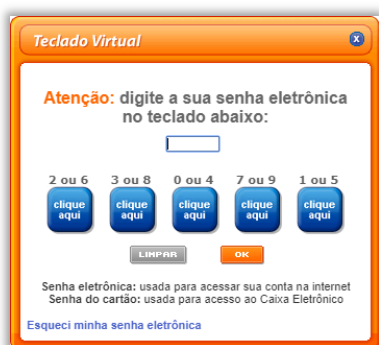 Teclado Virtual
x
Atenção: digite a sua senha eletrônica
no teclado abaixo:
2 ou 6 3 ou 8 0 ou 4 7 ou 9 1 ou 5
clique clique clique clique clique
aqui aqui aqui aqui aqui
LIMPAR OK
Senha eletrônica: usada para acessar sua conta na internet
Senha do cartão: usada para acesso ao Caixa Eletrônico
Esqueci minha senha eletrônica